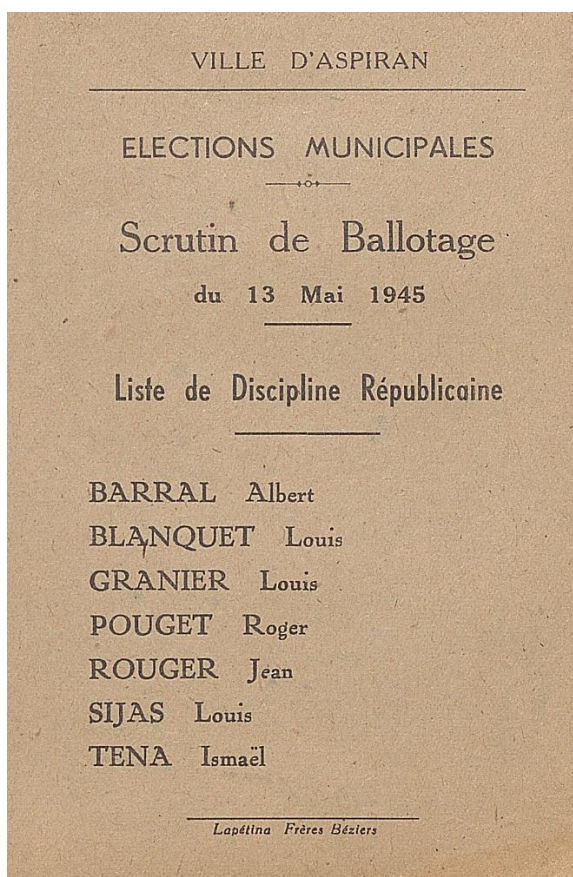 VILLE D'ASPIRAN
ELECTIONS MUNICIPALES
Scrutin de Ballotage
du 13 Mai 1945
Liste de Discipline Républicaine
BARRAL Albert
BLANQUET Louis
GRANIER Louis
POUGET Roger
ROUGER Jean
SIJAS Louis
TENA Ismaël
Lapétina Frères Béziers